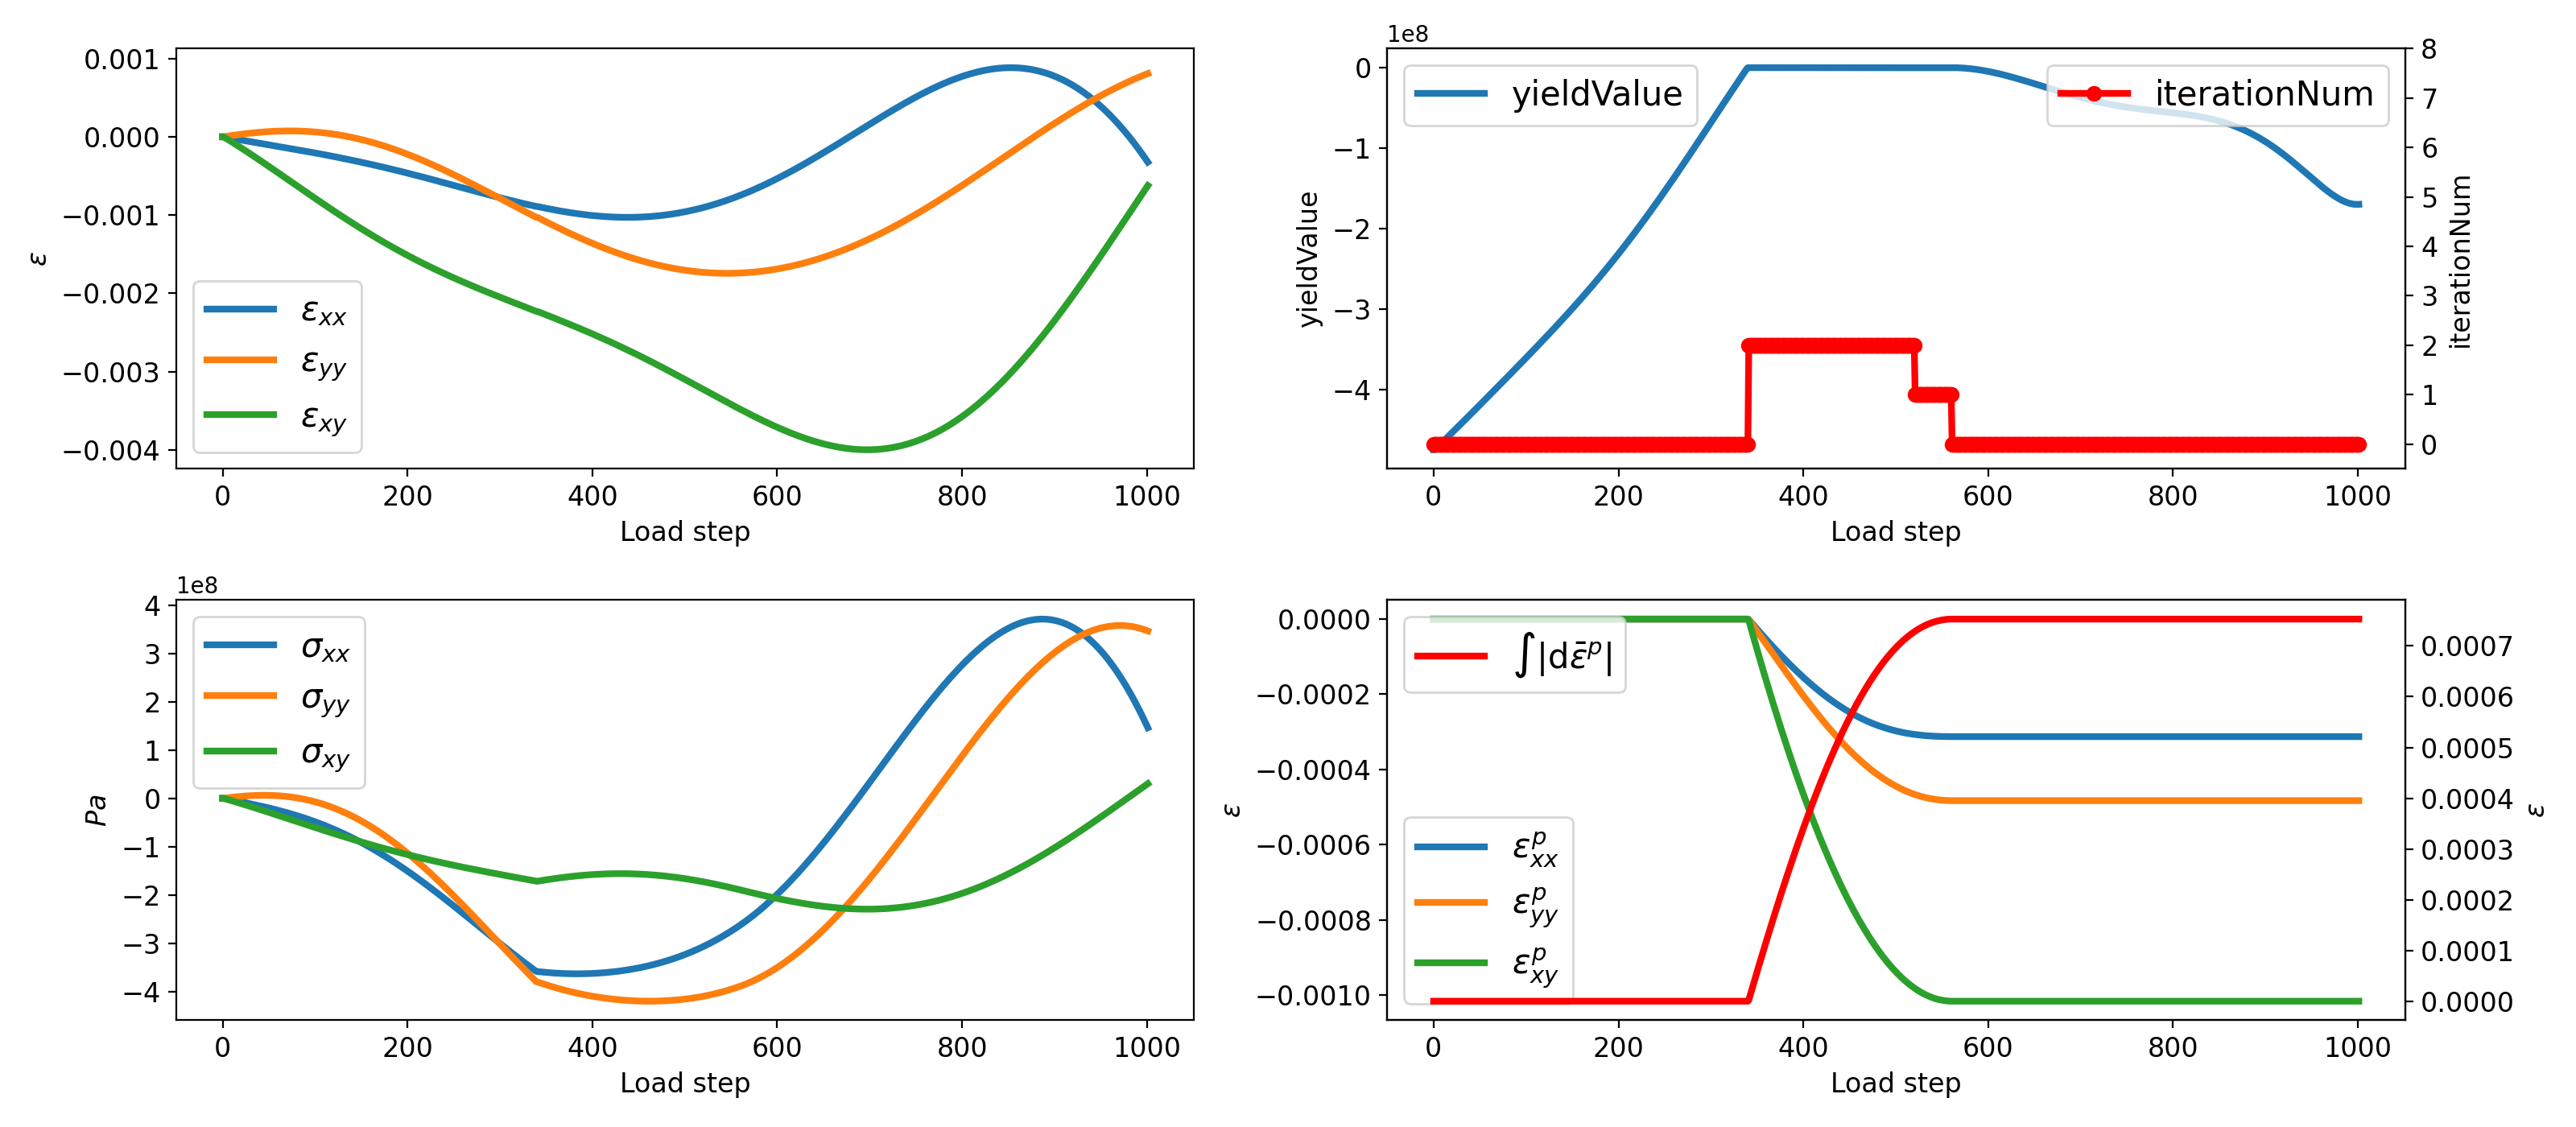 0.001
0.000
−0.001
−0.002
−0.003
−0.004
ε
ε_xx
ε_yy
ε_xy
0 200 400 600 800 1000
Load step
1e8
0
−1
−2
−3
−4
yieldValue
yieldValue
iterationNum
8
7
6
5
4
3
2
1
0
iterationNum
0 200 400 600 800 1000
Load step
1e8
4
3
2
1
0
−1
−2
−3
−4
Pa
σ_xx
σ_yy
σ_xy
0 200 400 600 800 1000
Load step
0.0000
−0.0002
−0.0004
−0.0006
−0.0008
−0.0010
ε
∫|dε̄^p|
ε^p_xx
ε^p_yy
ε^p_xy
0.0007
0.0006
0.0005
0.0004
0.0003
0.0002
0.0001
0.0000
ε
0 200 400 600 800 1000
Load step